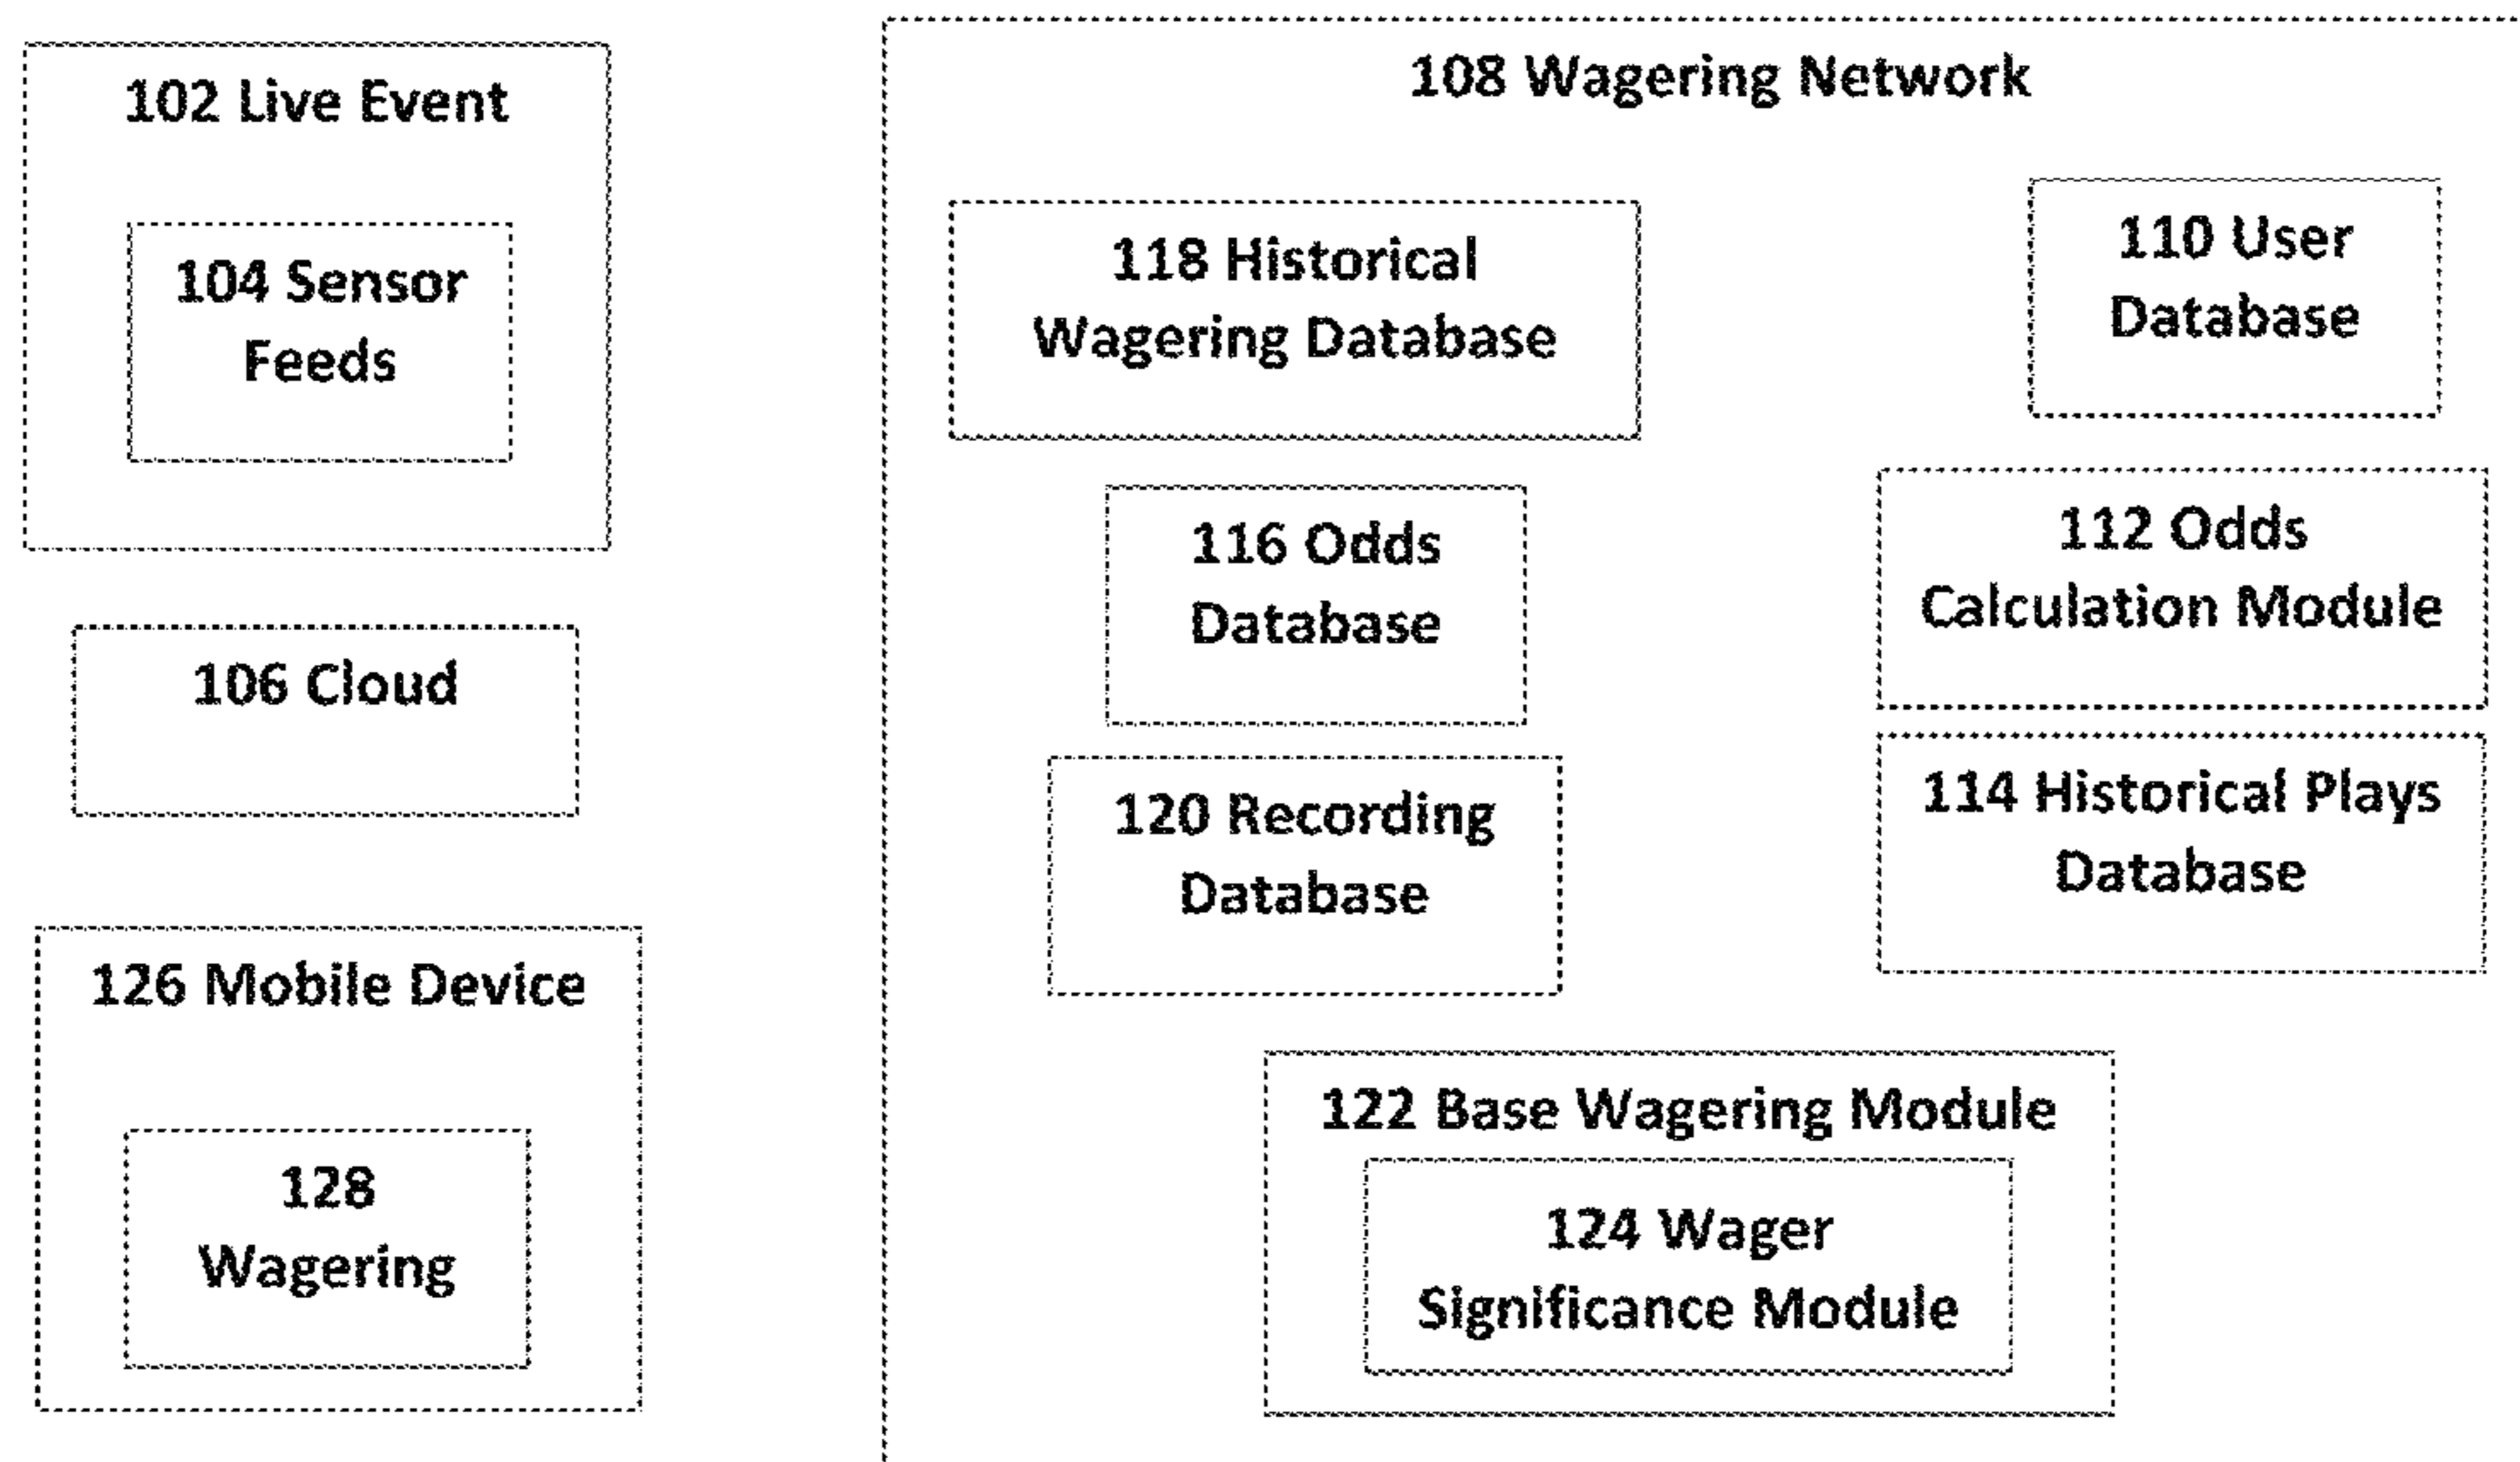 102 Live Event
104 Sensor
Feeds
106 Cloud
126 Mobile Device
128
Wagering
108 Wagering Network
118 Historical
Wagering Database
110 User
Database
116 Odds
Database
112 Odds
Calculation Module
120 Recording
Database
114 Historical Plays
Database
122 Base Wagering Module
124 Wager
Significance Module